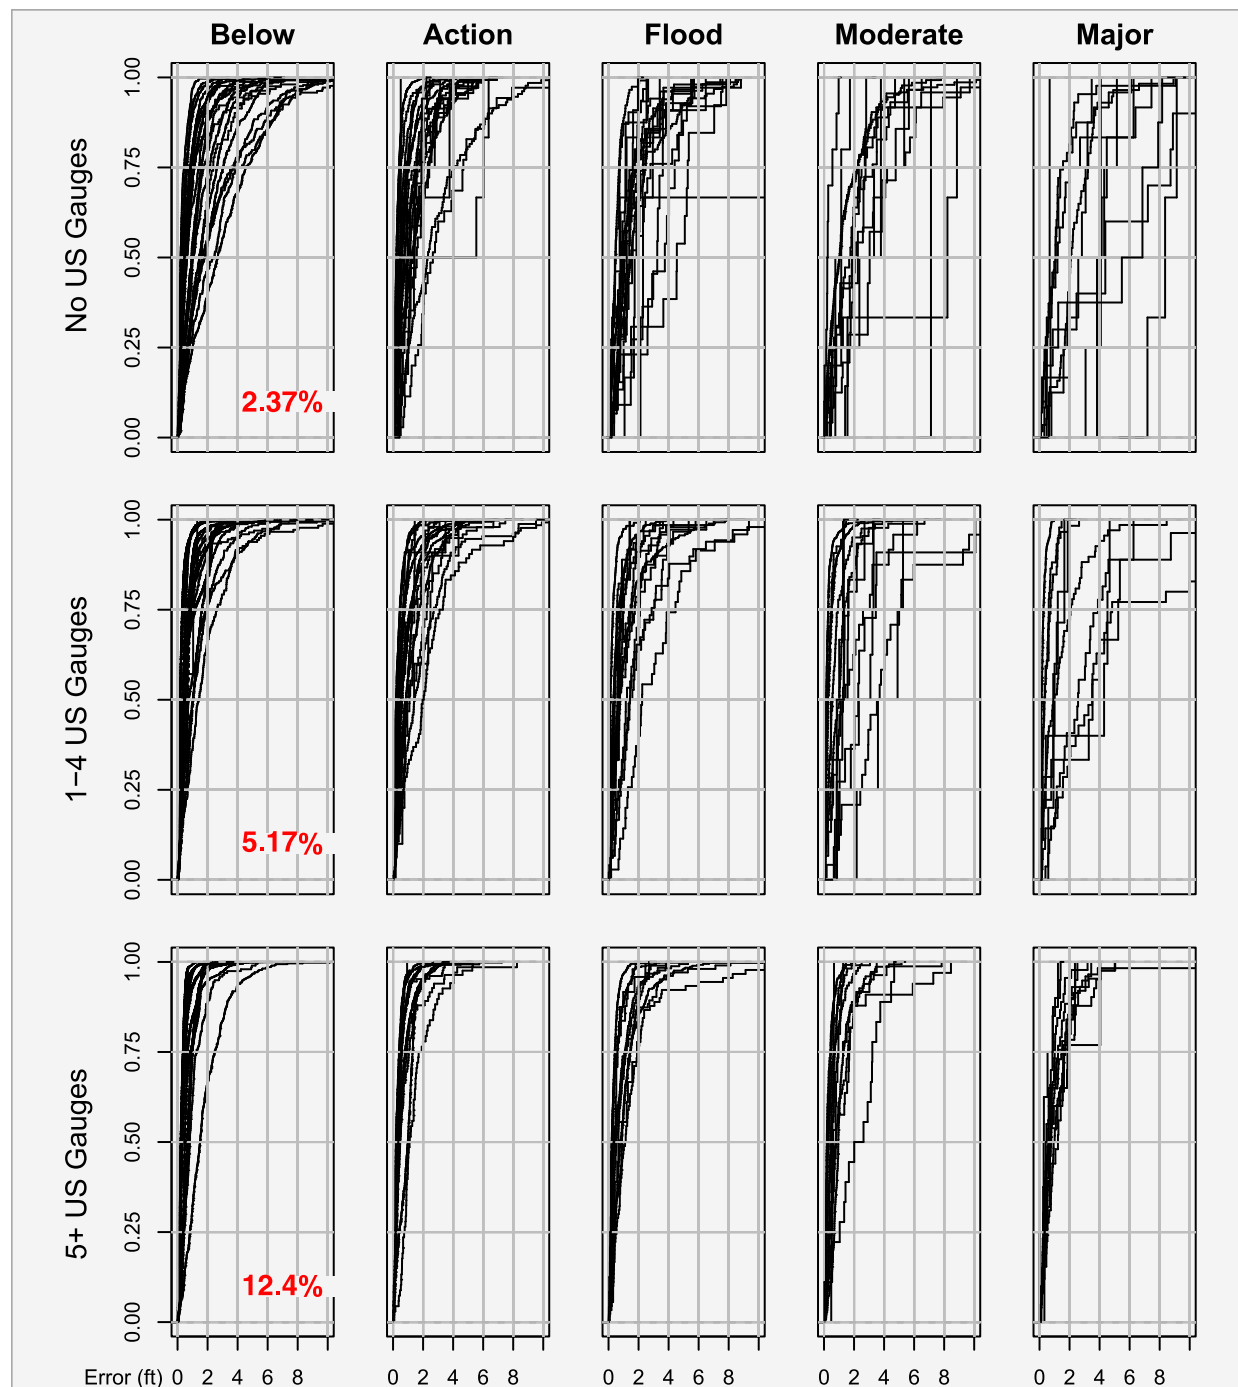 Below Action Flood Moderate Major
No US Gauges
0.00 0.25 0.50 0.75 1.00
2.37%
1−4 US Gauges
0.00 0.25 0.50 0.75 1.00
5.17%
5+ US Gauges
0.00 0.25 0.50 0.75 1.00
12.4%
Error (ft) 0 2 4 6 8 0 2 4 6 8 0 2 4 6 8 0 2 4 6 8 0 2 4 6 8